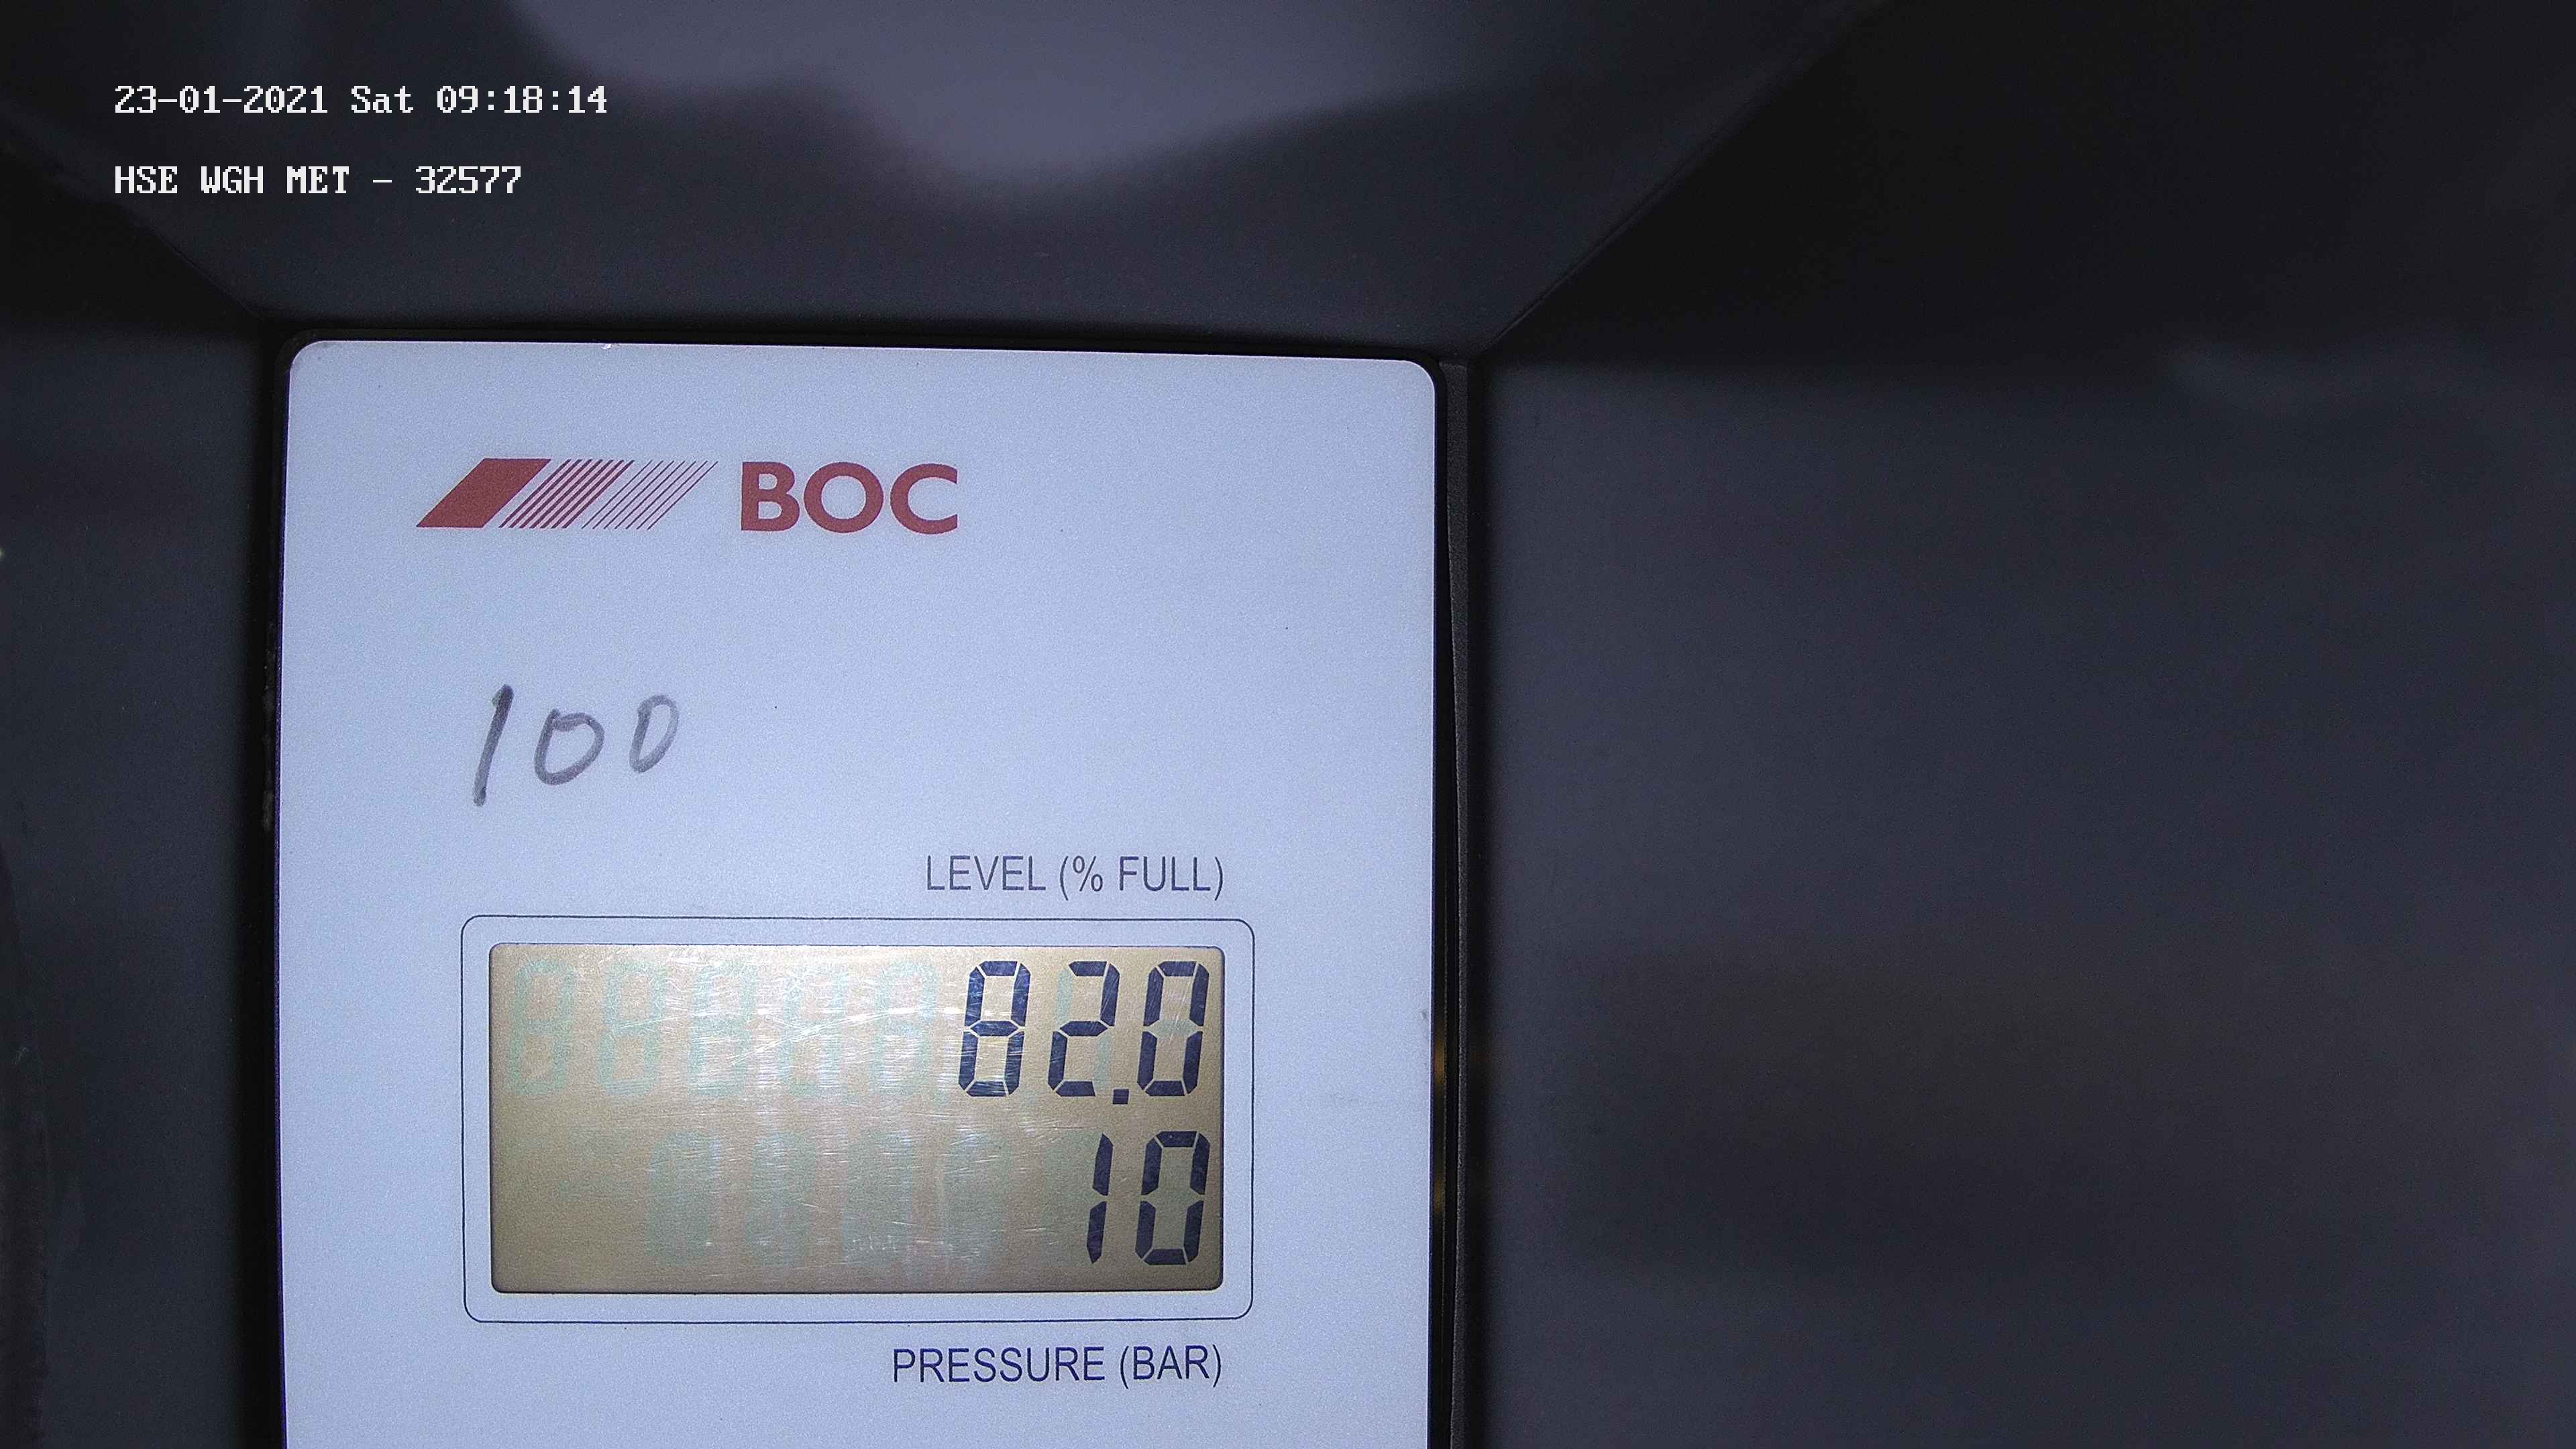 23-01-2021 Sat 09:18:14
HSE WGH MET - 32577
BOC
100
LEVEL (% FULL)
82.0
10
PRESSURE (BAR)